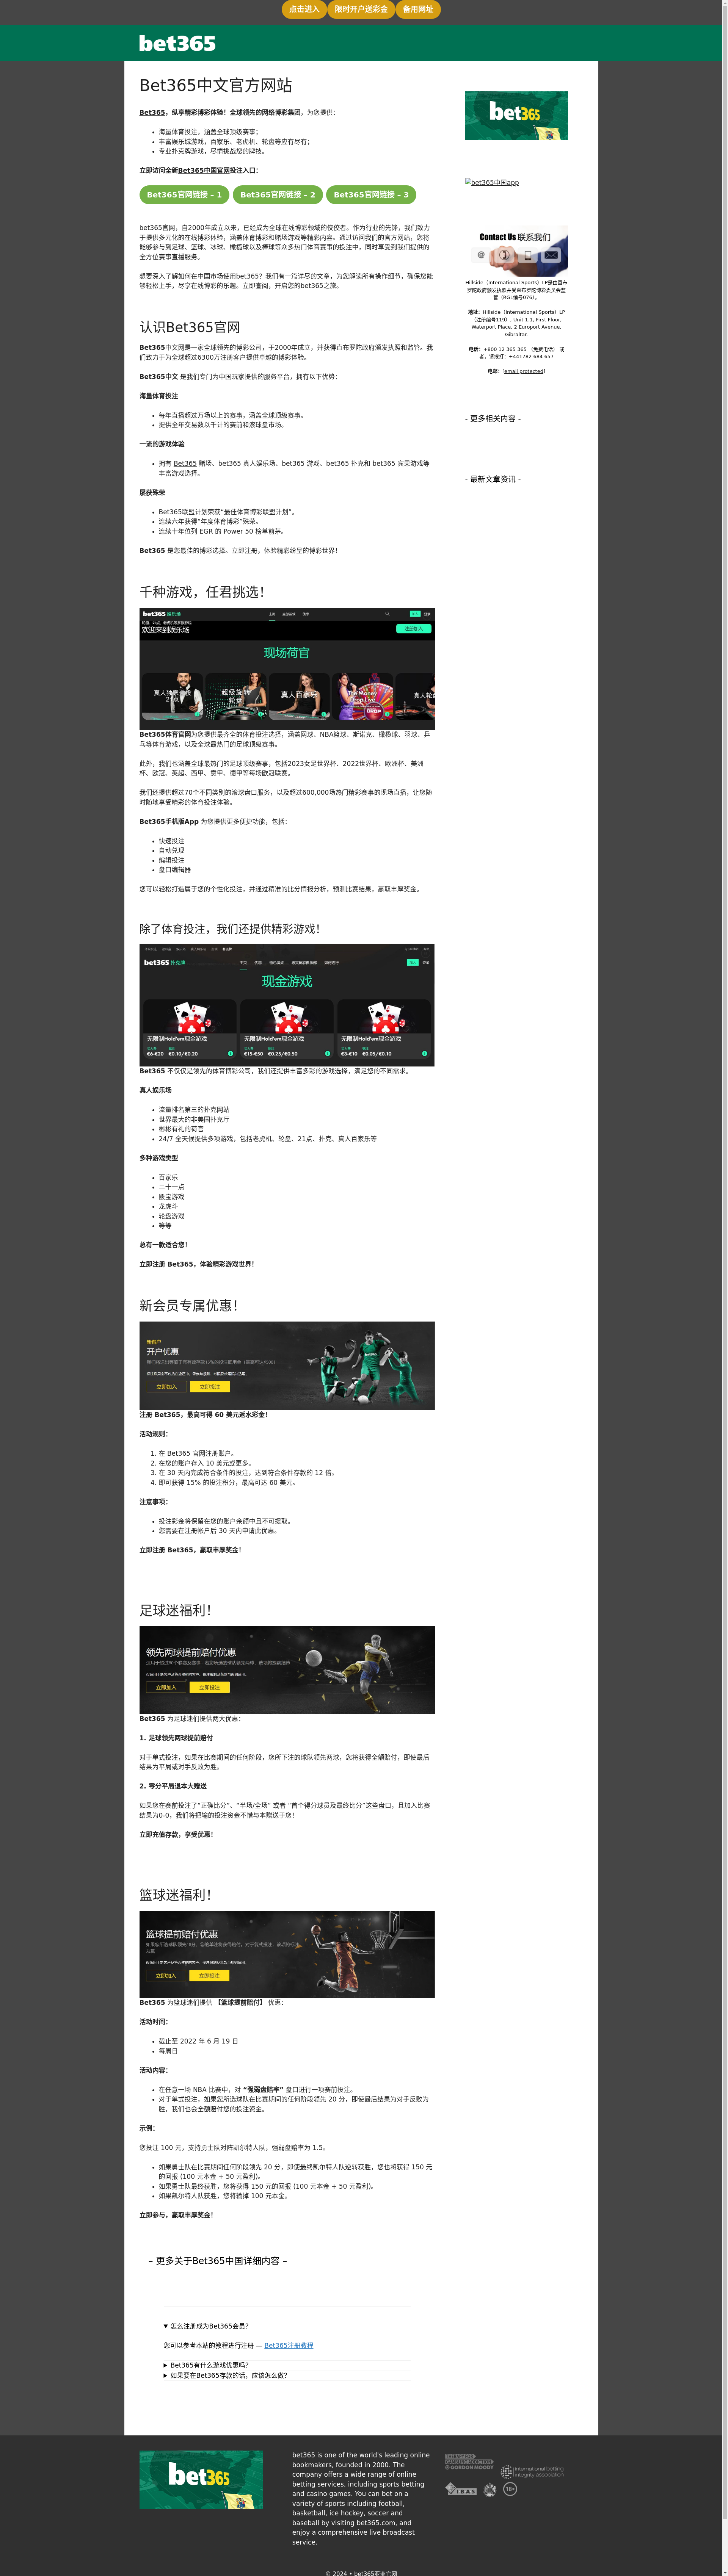 点击进入
限时开户送彩金
备用网址
bet365
Bet365中文官方网站
Bet365，纵享精彩博彩体验！全球领先的网络博彩集团，为您提供：
海量体育投注，涵盖全球顶级赛事；
丰富娱乐城游戏，百家乐、老虎机、轮盘等应有尽有；
专业扑克牌游戏，尽情挑战您的牌技。
立即访问全新Bet365中国官网投注入口：
Bet365官网链接 – 1
Bet365官网链接 – 2
Bet365官网链接 – 3
bet365官网，自2000年成立以来，已经成为全球在线博彩领域的佼佼者。作为行业的先锋，我们致力
于提供多元化的在线博彩体验，涵盖体育博彩和赌场游戏等精彩内容。通过访问我们的官方网站，您将
能够参与到足球、篮球、冰球、橄榄球以及棒球等众多热门体育赛事的投注中，同时享受到我们提供的
全方位赛事直播服务。
想要深入了解如何在中国市场使用bet365？我们有一篇详尽的文章，为您解读所有操作细节，确保您能
够轻松上手，尽享在线博彩的乐趣。立即查阅，开启您的bet365之旅。
认识Bet365官网
Bet365中文网是一家全球领先的博彩公司，于2000年成立，并获得直布罗陀政府颁发执照和监管。我
们致力于为全球超过6300万注册客户提供卓越的博彩体验。
Bet365中文 是我们专门为中国玩家提供的服务平台，拥有以下优势：
海量体育投注
每年直播超过万场以上的赛事，涵盖全球顶级赛事。
提供全年交易数以千计的赛前和滚球盘市场。
一流的游戏体验
拥有 Bet365 赌场、bet365 真人娱乐场、bet365 游戏、bet365 扑克和 bet365 宾果游戏等
丰富游戏选择。
屡获殊荣
Bet365联盟计划荣获“最佳体育博彩联盟计划”。
连续六年获得“年度体育博彩”殊荣。
连续十年位列 EGR 的 Power 50 榜单前茅。
Bet365 是您最佳的博彩选择。立即注册，体验精彩纷呈的博彩世界！
千种游戏，任君挑选！
bet365 娱乐场
欢迎来到娱乐场
注册加入
现场荷官
真人百家乐
The Money Drop Live
Bet365体育官网为您提供最齐全的体育投注选择，涵盖网球、NBA篮球、斯诺克、橄榄球、羽球、乒
乓等体育游戏，以及全球最热门的足球顶级赛事。
此外，我们也涵盖全球最热门的足球顶级赛事，包括2023女足世界杯、2022世界杯、欧洲杯、美洲
杯、欧冠、英超、西甲、意甲、德甲等每场欧冠联赛。
我们还提供超过70个不同类别的滚球盘口服务，以及超过600,000场热门精彩赛事的现场直播，让您随
时随地享受精彩的体育投注体验。
Bet365手机版App 为您提供更多便捷功能，包括：
快速投注
自动兑现
编辑投注
盘口编辑器
您可以轻松打造属于您的个性化投注，并通过精准的比分情报分析，预测比赛结果，赢取丰厚奖金。
除了体育投注，我们还提供精彩游戏！
bet365 扑克牌
现金游戏
无限制Hold'em现金游戏
€6-€20 €0.10/€0.20
无限制Hold'em现金游戏
€15-€50 €0.25/€0.50
无限制Hold'em现金游戏
€3-€10 €0.05/€0.10
Bet365 不仅仅是领先的体育博彩公司，我们还提供丰富多彩的游戏选择，满足您的不同需求。
真人娱乐场
流量排名第三的扑克网站
世界最大的非美国扑克厅
彬彬有礼的荷官
24/7 全天候提供多项游戏，包括老虎机、轮盘、21点、扑克、真人百家乐等
多种游戏类型
百家乐
二十一点
骰宝游戏
龙虎斗
轮盘游戏
等等
总有一款适合您！
立即注册 Bet365，体验精彩游戏世界！
新会员专属优惠！
新客户
开户优惠
立即加入
立即投注
注册 Bet365，最高可得 60 美元返水彩金！
活动规则：
1. 在 Bet365 官网注册账户。
2. 在您的账户存入 10 美元或更多。
3. 在 30 天内完成符合条件的投注，达到符合条件存款的 12 倍。
4. 即可获得 15% 的投注积分，最高可达 60 美元。
注意事项：
投注彩金将保留在您的账户余额中且不可提取。
您需要在注册帐户后 30 天内申请此优惠。
立即注册 Bet365，赢取丰厚奖金！
足球迷福利！
领先两球提前赔付优惠
立即加入
立即投注
Bet365 为足球迷们提供两大优惠：
1. 足球领先两球提前赔付
对于单式投注，如果在比赛期间的任何阶段，您所下注的球队领先两球，您将获得全额赔付，即使最后
结果为平局或对手反败为胜。
2. 零分平局退本大赠送
如果您在赛前投注了“正确比分”、“半场/全场” 或者 “首个得分球员及最终比分”这些盘口，且加入比赛
结果为0-0，我们将把输的投注资金不惜与本赠送于您！
立即充值存款，享受优惠！
篮球迷福利！
篮球提前赔付优惠
立即加入
立即投注
Bet365 为篮球迷们提供 【篮球提前赔付】 优惠：
活动时间：
截止至 2022 年 6 月 19 日
每周日
活动内容：
在任意一场 NBA 比赛中，对 “强弱盘赔率” 盘口进行一项赛前投注。
对于单式投注，如果您所选球队在比赛期间的任何阶段领先 20 分，即使最后结果为对手反败为
胜，我们也会全额赔付您的投注资金。
示例：
您投注 100 元，支持勇士队对阵凯尔特人队，强弱盘赔率为 1.5。
如果勇士队在比赛期间任何阶段领先 20 分，即使最终凯尔特人队逆转获胜，您也将获得 150 元
的回报 (100 元本金 + 50 元盈利)。
如果勇士队最终获胜，您将获得 150 元的回报 (100 元本金 + 50 元盈利)。
如果凯尔特人队获胜，您将输掉 100 元本金。
立即参与，赢取丰厚奖金！
– 更多关于Bet365中国详细内容 –
怎么注册成为Bet365会员？
您可以参考本站的教程进行注册 — Bet365注册教程
Bet365有什么游戏优惠吗？
如果要在Bet365存款的话，应该怎么做？
bet365
bet365中国app
Contact Us 联系我们
Hillside（International Sports）LP是由直布
罗陀政府颁发执照并受直布罗陀博彩委员会监
管（RGL编号076）。
地址：Hillside（International Sports）LP
（注册编号119）, Unit 1.1, First Floor,
Waterport Place, 2 Europort Avenue,
Gibraltar.
电话：+800 12 365 365 （免费电话） 或
者，请拨打：+441782 684 657
电邮：[email protected]
- 更多相关内容 -
- 最新文章资讯 -
bet365
bet365 is one of the world’s leading online
bookmakers, founded in 2000. The
company offers a wide range of online
betting services, including sports betting
and casino games. You can bet on a
variety of sports including football,
basketball, ice hockey, soccer and
baseball by visiting bet365.com, and
enjoy a comprehensive live broadcast
service.
THERAPY FOR
GAMBLING ADDICTION
GORDON MOODY
international betting
integrity association
IBAS
18+
© 2024 • bet365亚洲官网